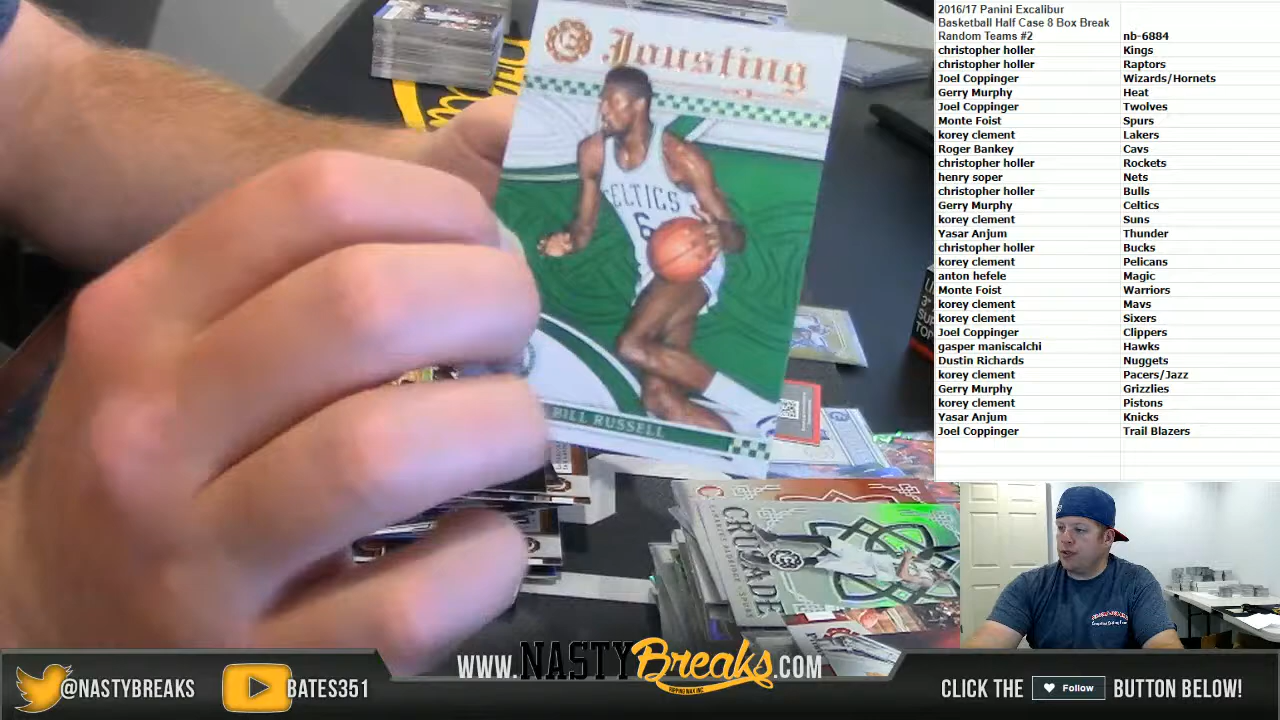 Jousting
CELTICS
6
BILL RUSSELL
CRUSADE
2016/17 Panini Excalibur
Basketball Half Case 8 Box Break
Random Teams #2 nb-6884
christopher holler Kings
christopher holler Raptors
Joel Coppinger Wizards/Hornets
Gerry Murphy Heat
Joel Coppinger Twolves
Monte Foist Spurs
korey clement Lakers
Roger Bankey Cavs
christopher holler Rockets
henry soper Nets
christopher holler Bulls
Gerry Murphy Celtics
korey clement Suns
Yasar Anjum Thunder
christopher holler Bucks
korey clement Pelicans
anton hefele Magic
Monte Foist Warriors
korey clement Mavs
korey clement Sixers
Joel Coppinger Clippers
gasper maniscalchi Hawks
Dustin Richards Nuggets
korey clement Pacers/Jazz
Gerry Murphy Grizzlies
korey clement Pistons
Yasar Anjum Knicks
Joel Coppinger Trail Blazers
@NASTYBREAKS
BATES351
WWW.NASTYBreaks.COM
RIPPING WAX INC
CLICK THE Follow BUTTON BELOW!